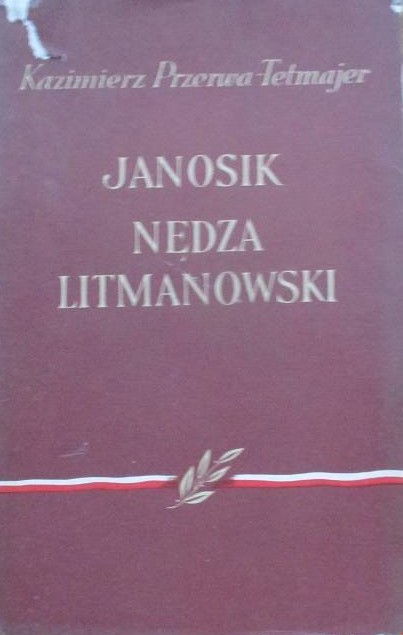 Kazimierz Przerwa-Tetmajer
JANOSIK
NĘDZA
LITMANOWSKI